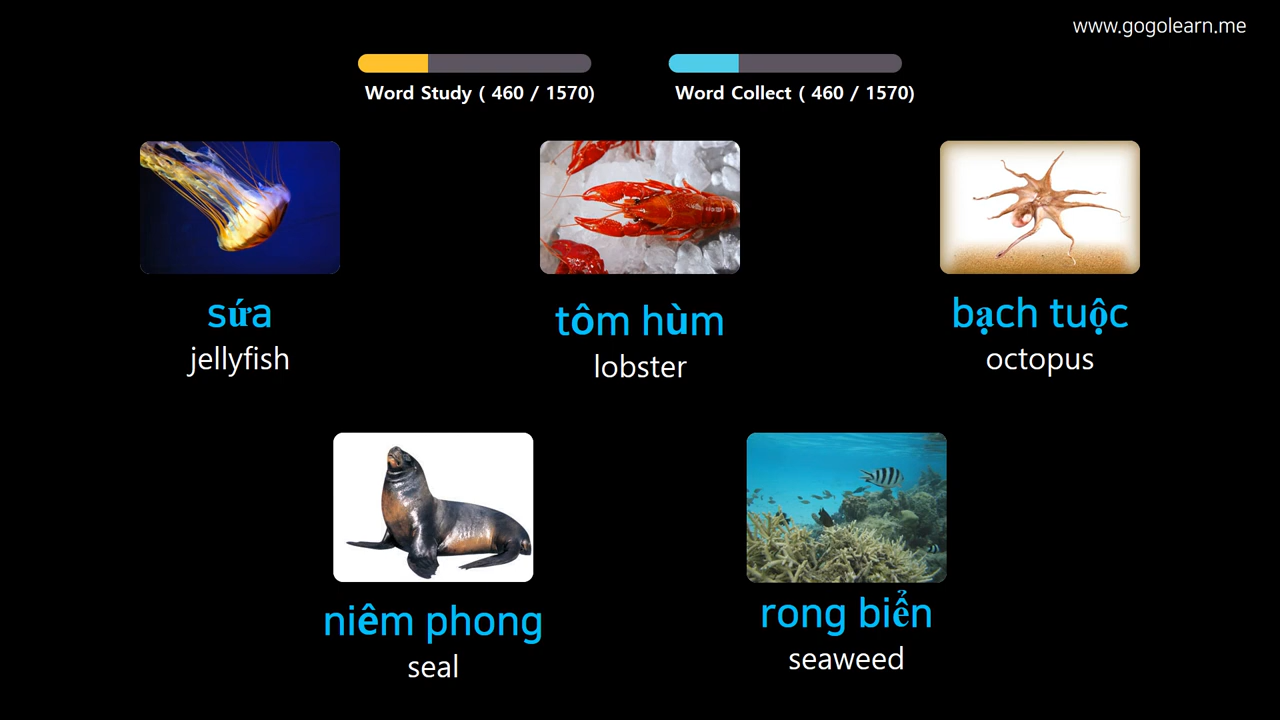 www.gogolearn.me
Word Study ( 460 / 1570)
Word Collect ( 460 / 1570)
sứa
jellyfish
tôm hùm
lobster
bạch tuộc
octopus
niêm phong
seal
rong biển
seaweed